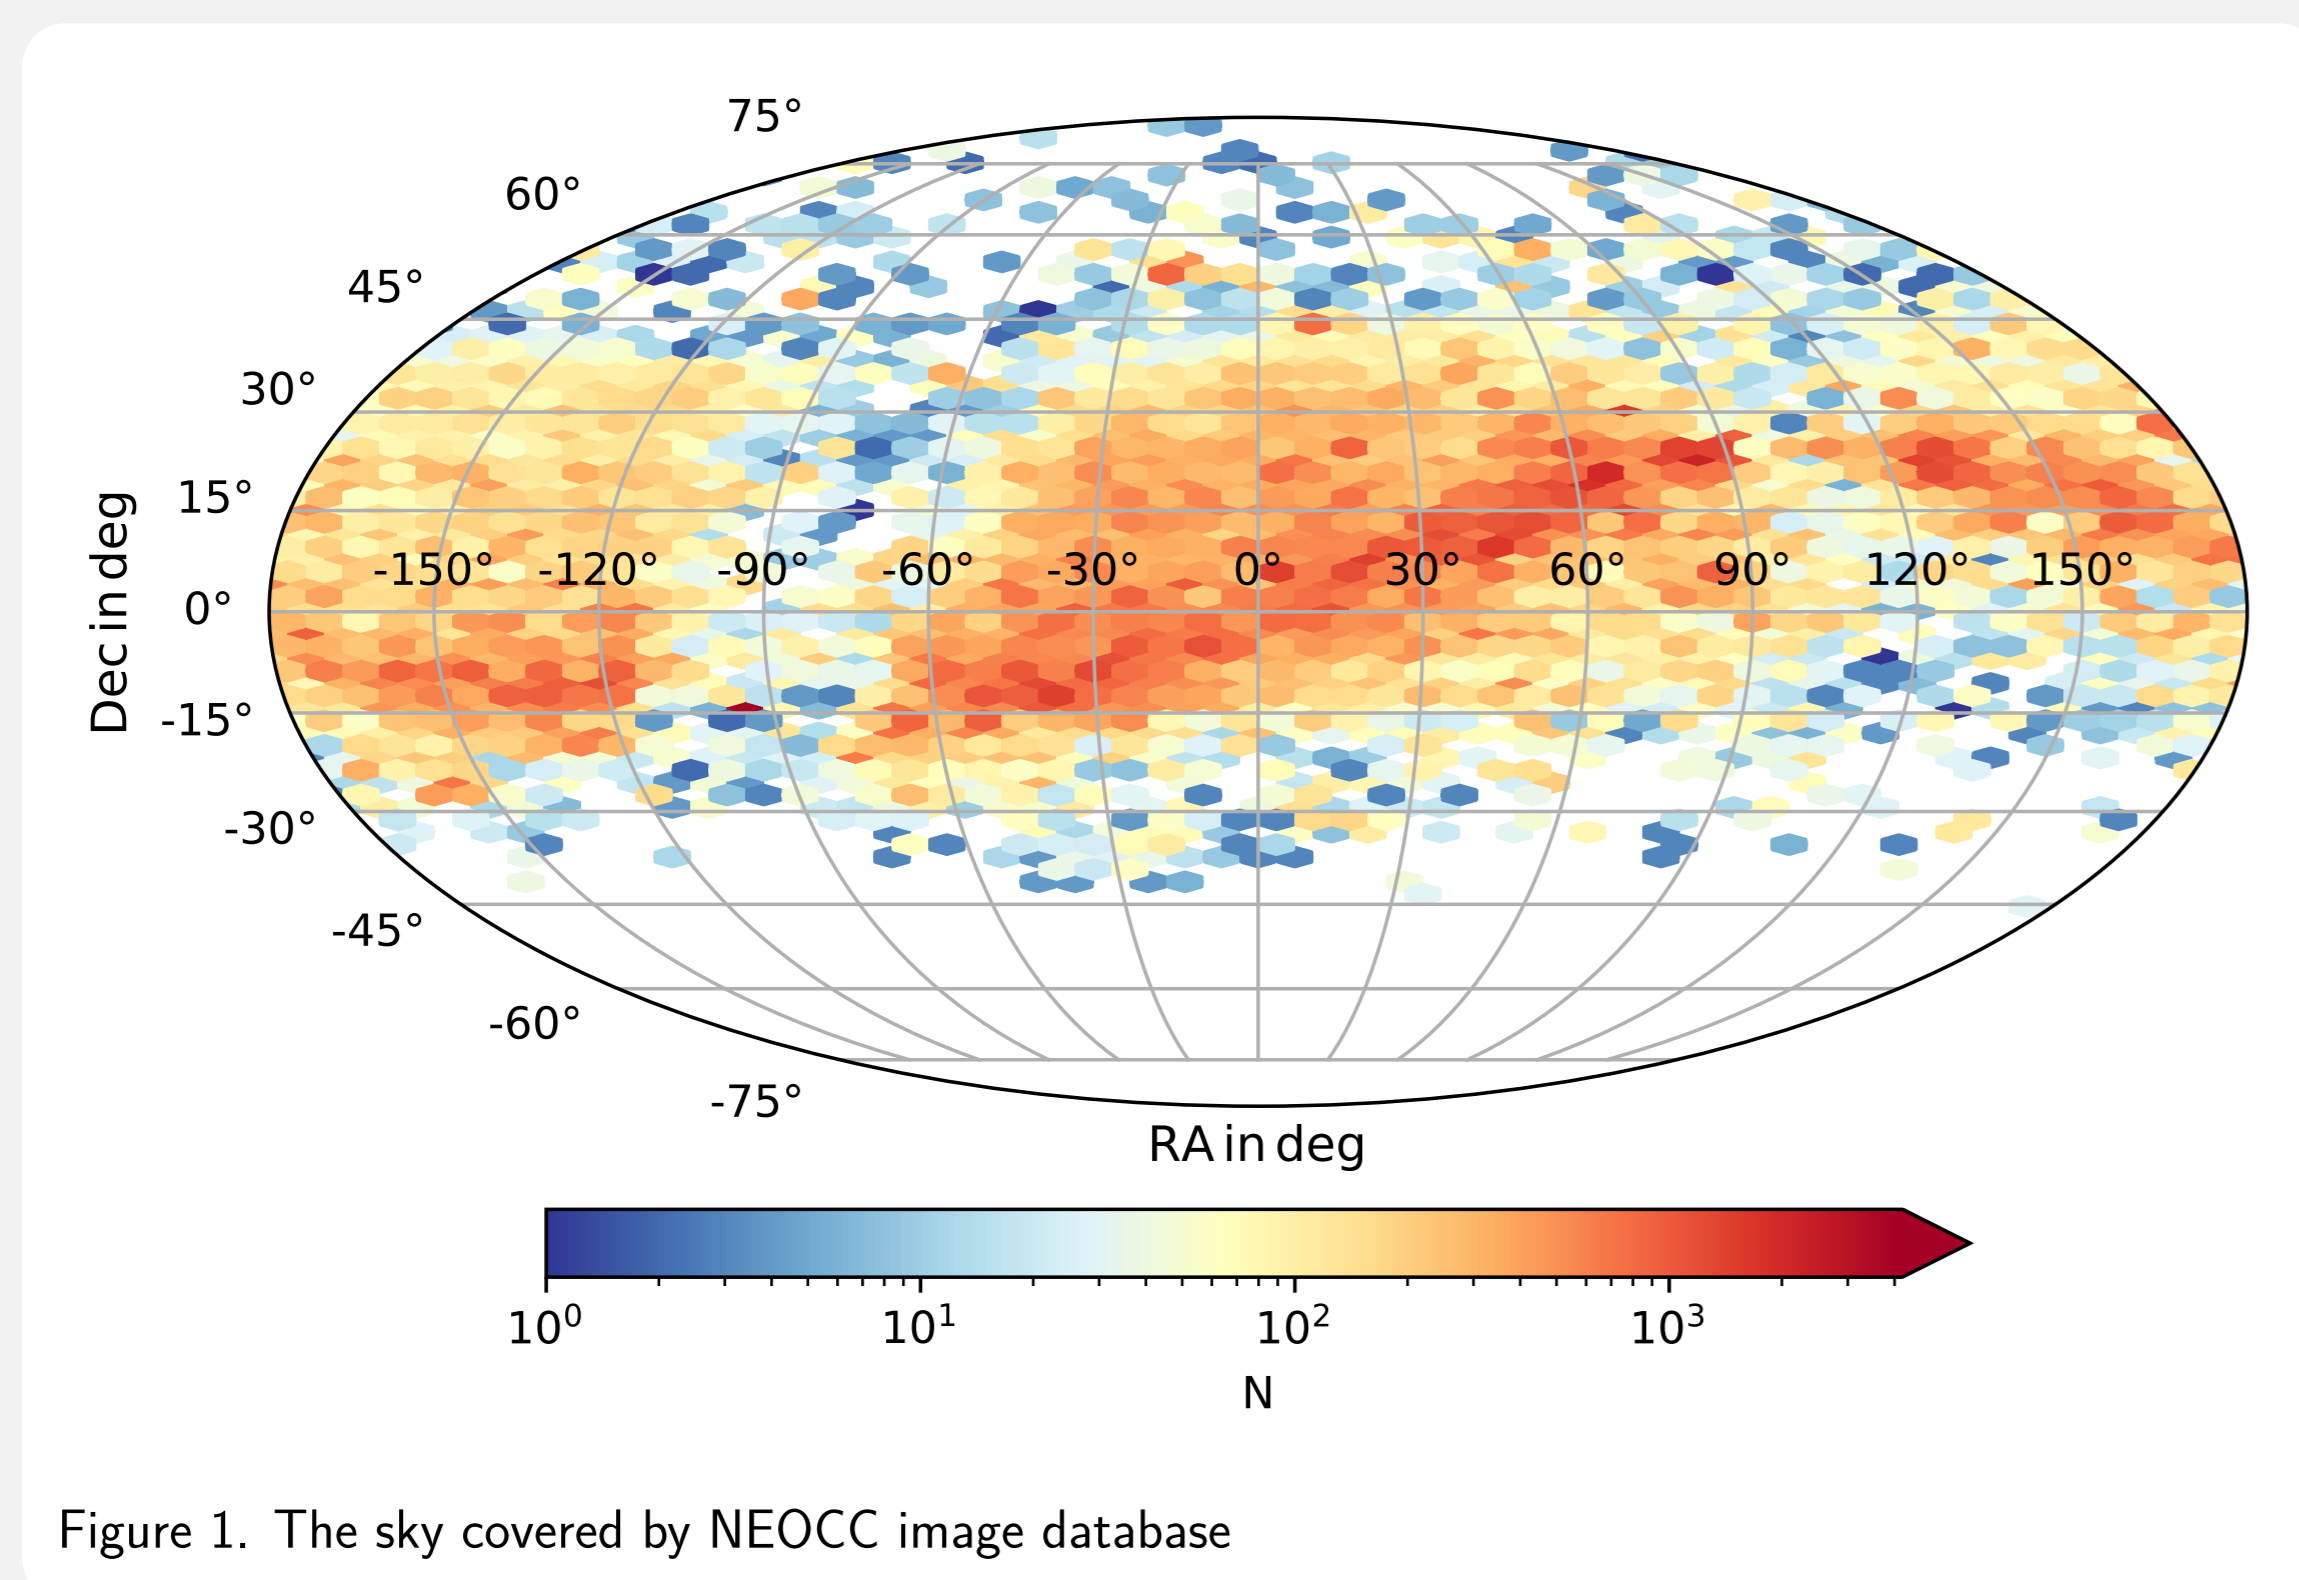 75°
60°
45°
30°
15°
-150° -120° -90° -60° -30° 0° 30° 60° 90° 120° 150°
0°
-15°
-30°
-45°
-60°
-75°
Dec in deg
RA in deg
10⁰ 10¹ 10² 10³
N
Figure 1. The sky covered by NEOCC image database